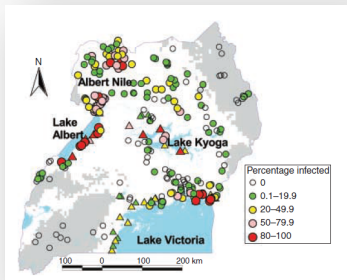 N
Albert Nile
Lake
Albert
Lake Kyoga
Lake Victoria
Percentage infected
0
0.1–19.9
20–49.9
50–79.9
80–100
100 0 100 200 km